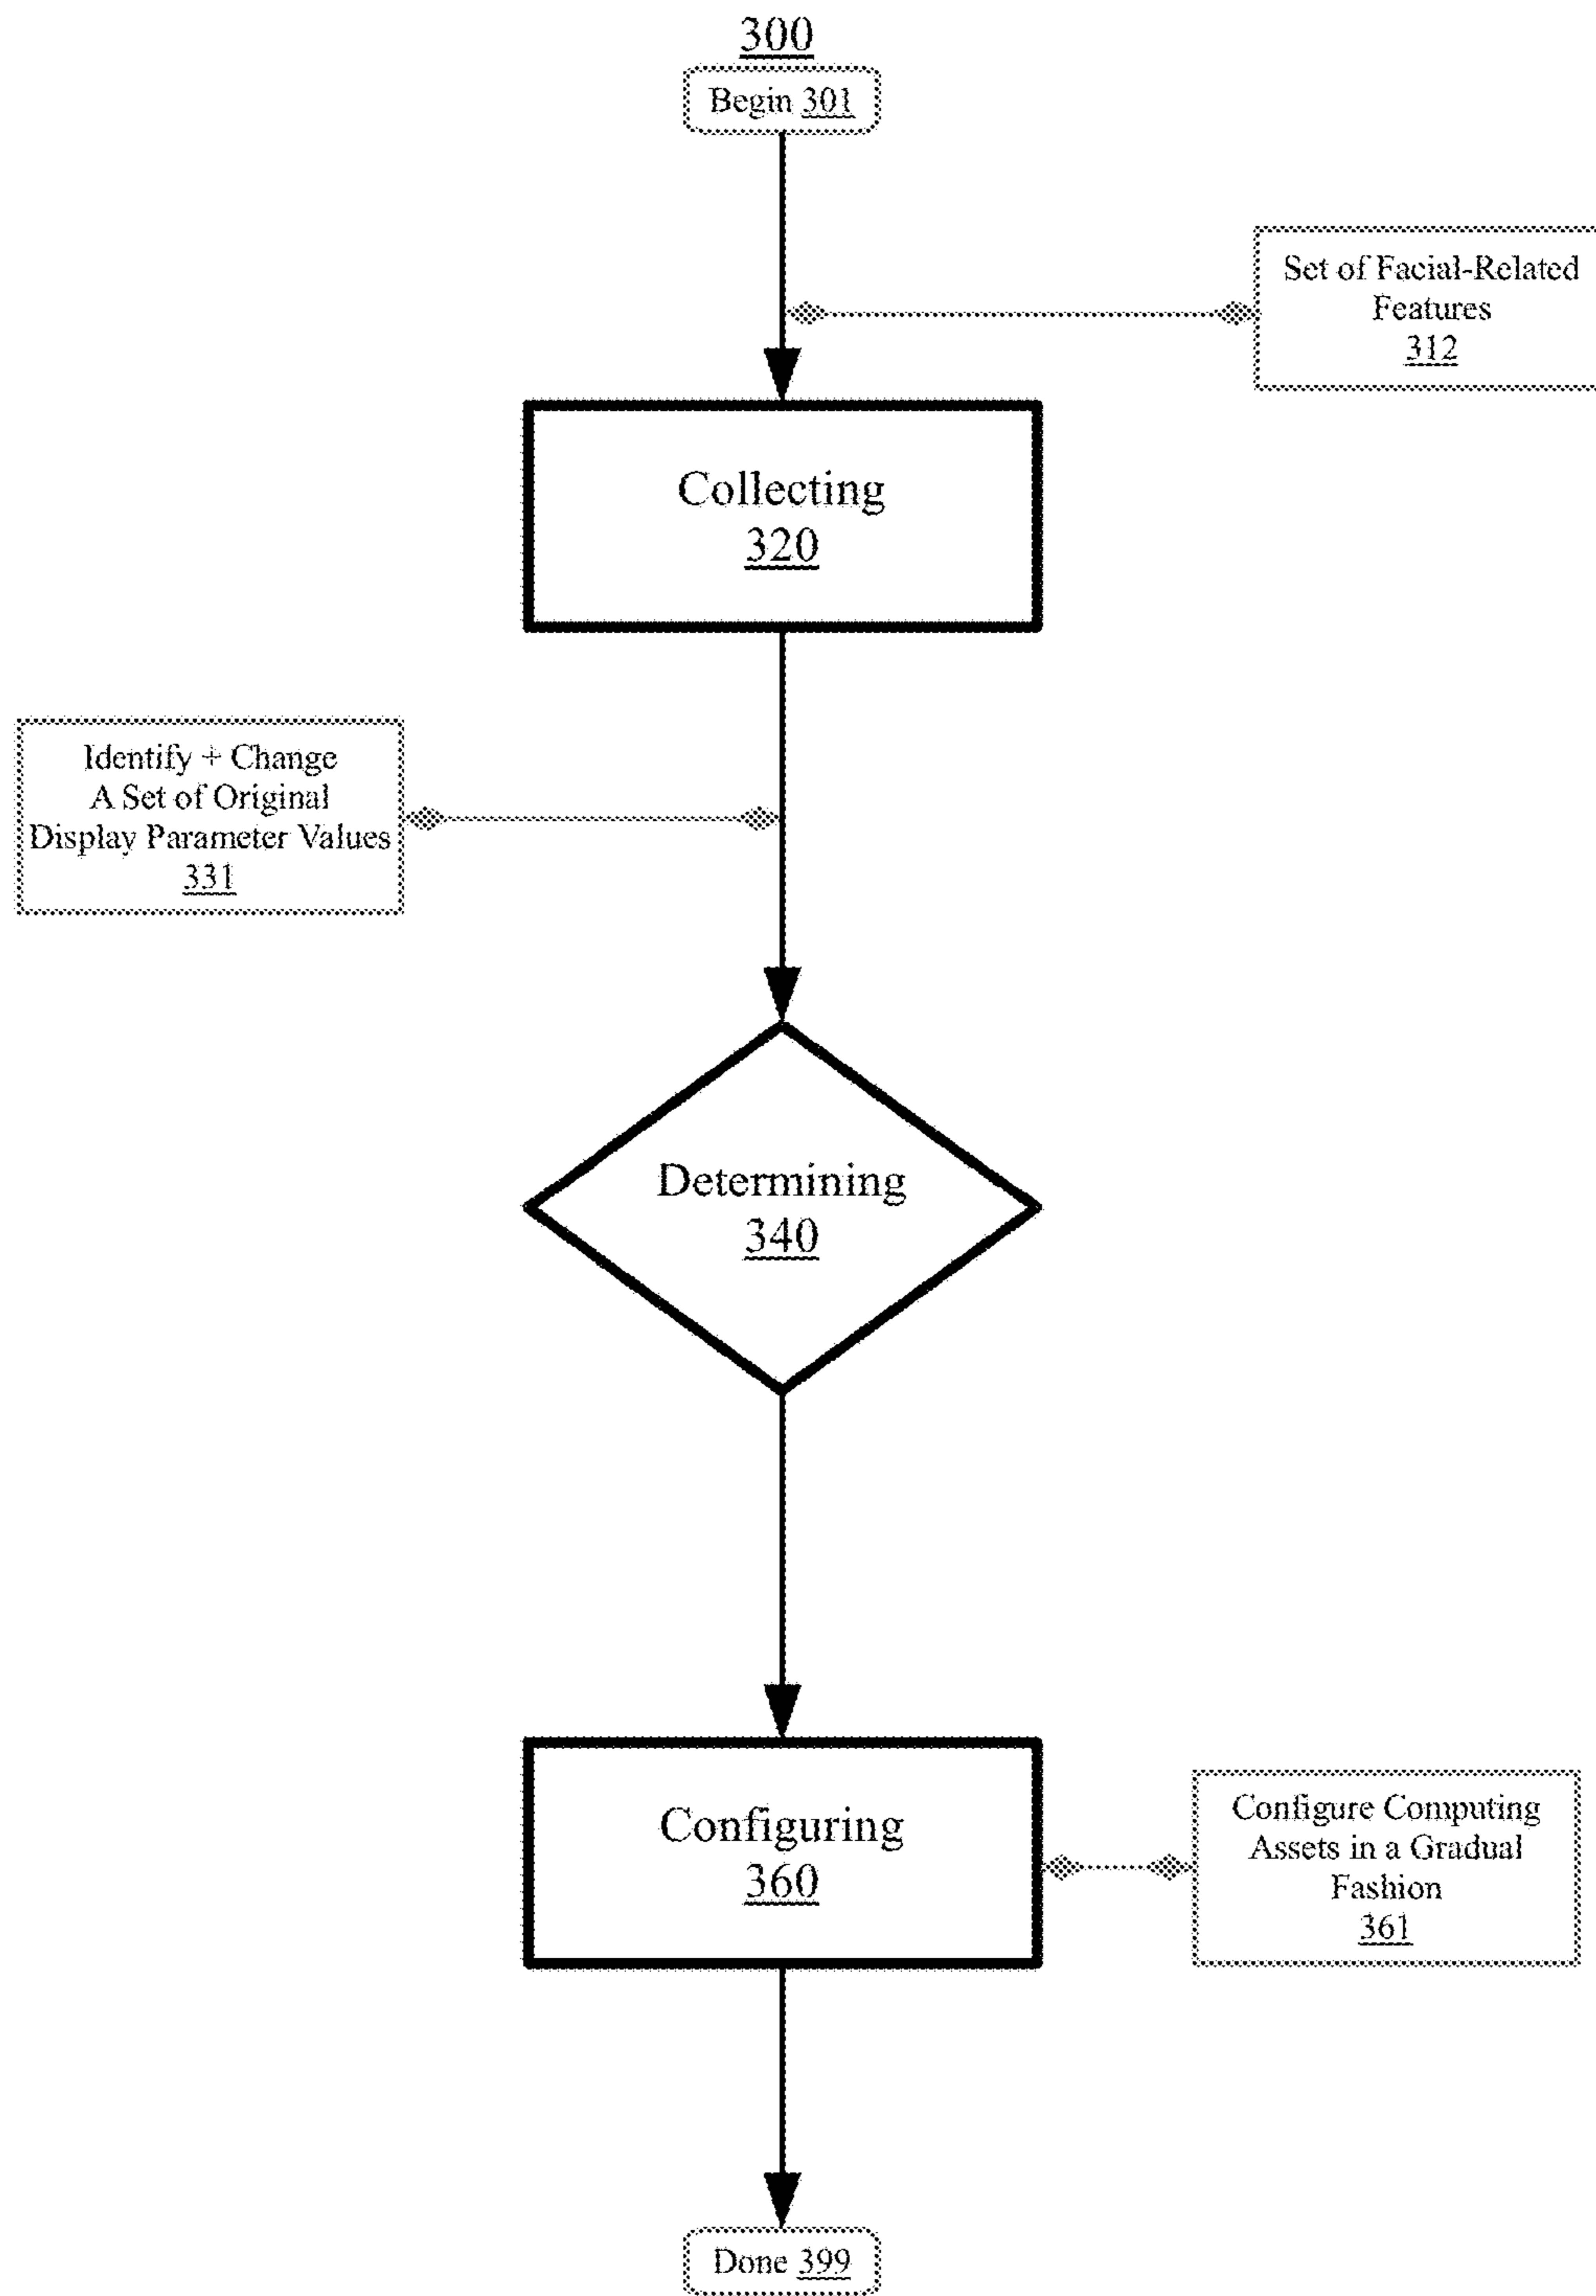 300
Begin 301
Set of Facial-Related
Features
312
Collecting
320
Identify + Change
A Set of Original
Display Parameter Values
331
Determining
340
Configuring
360
Configure Computing
Assets in a Gradual
Fashion
361
Done 399